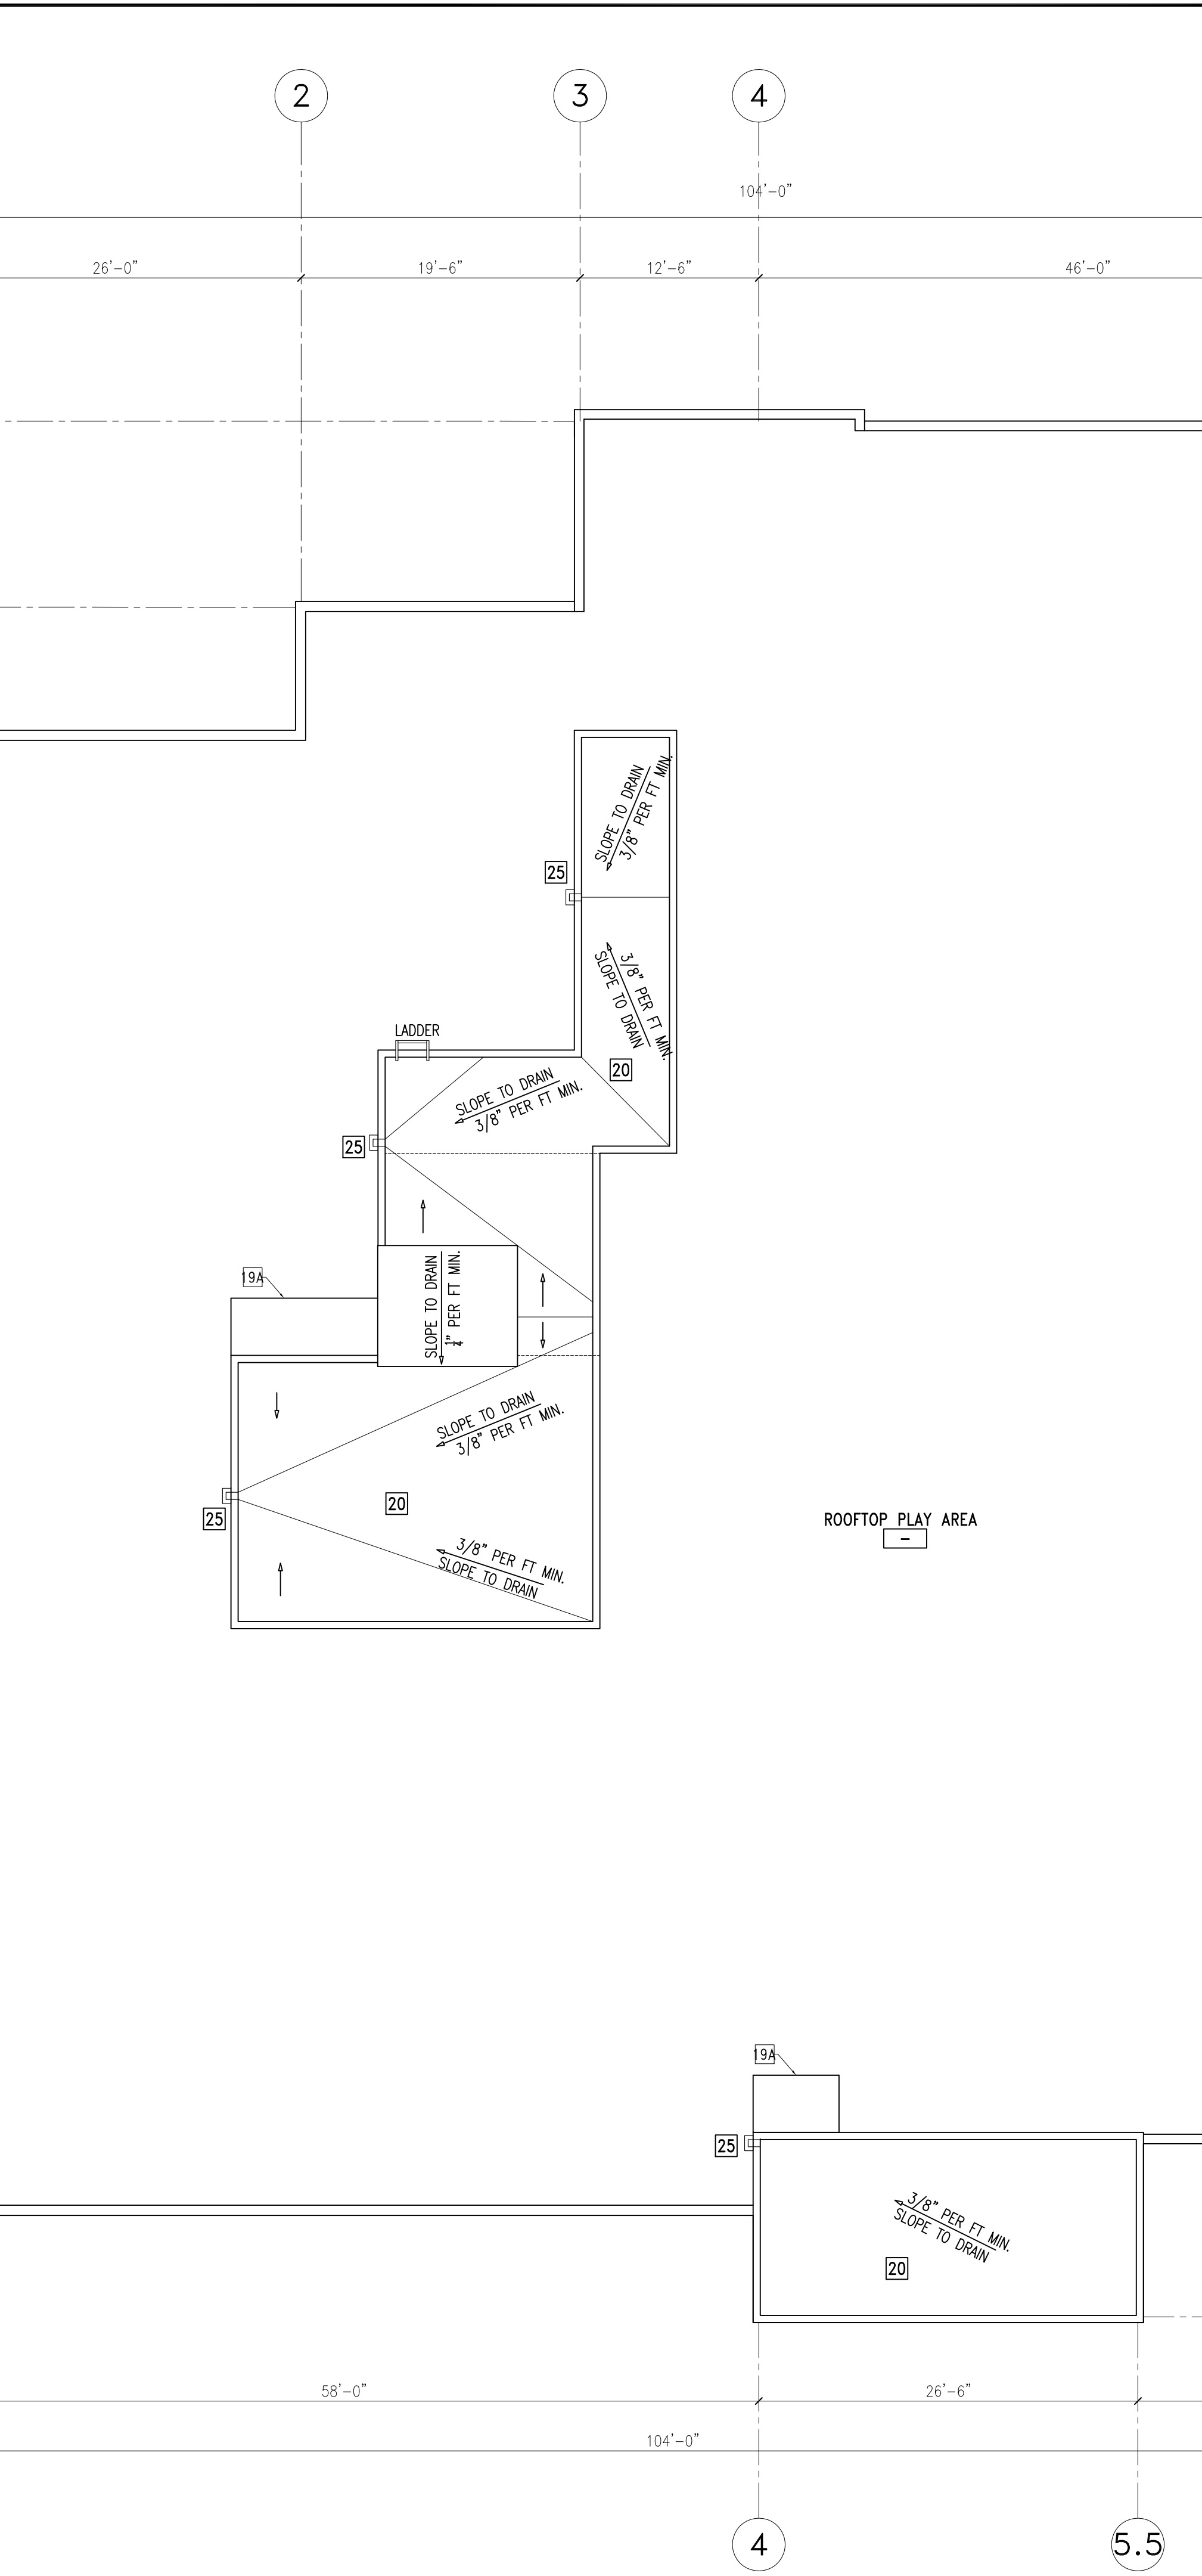 2
3
4
104'-0"
26'-0"
19'-6"
12'-6"
46'-0"
SLOPE TO DRAIN
3/8" PER FT MIN.
25
3/8" PER FT MIN.
SLOPE TO DRAIN
LADDER
20
SLOPE TO DRAIN
3/8" PER FT MIN.
25
19A
SLOPE TO DRAIN
1/4" PER FT MIN.
SLOPE TO DRAIN
3/8" PER FT MIN.
20
25
ROOFTOP PLAY AREA
-
3/8" PER FT MIN.
SLOPE TO DRAIN
19A
25
3/8" PER FT MIN.
SLOPE TO DRAIN
20
58'-0"
26'-6"
104'-0"
4
5.5